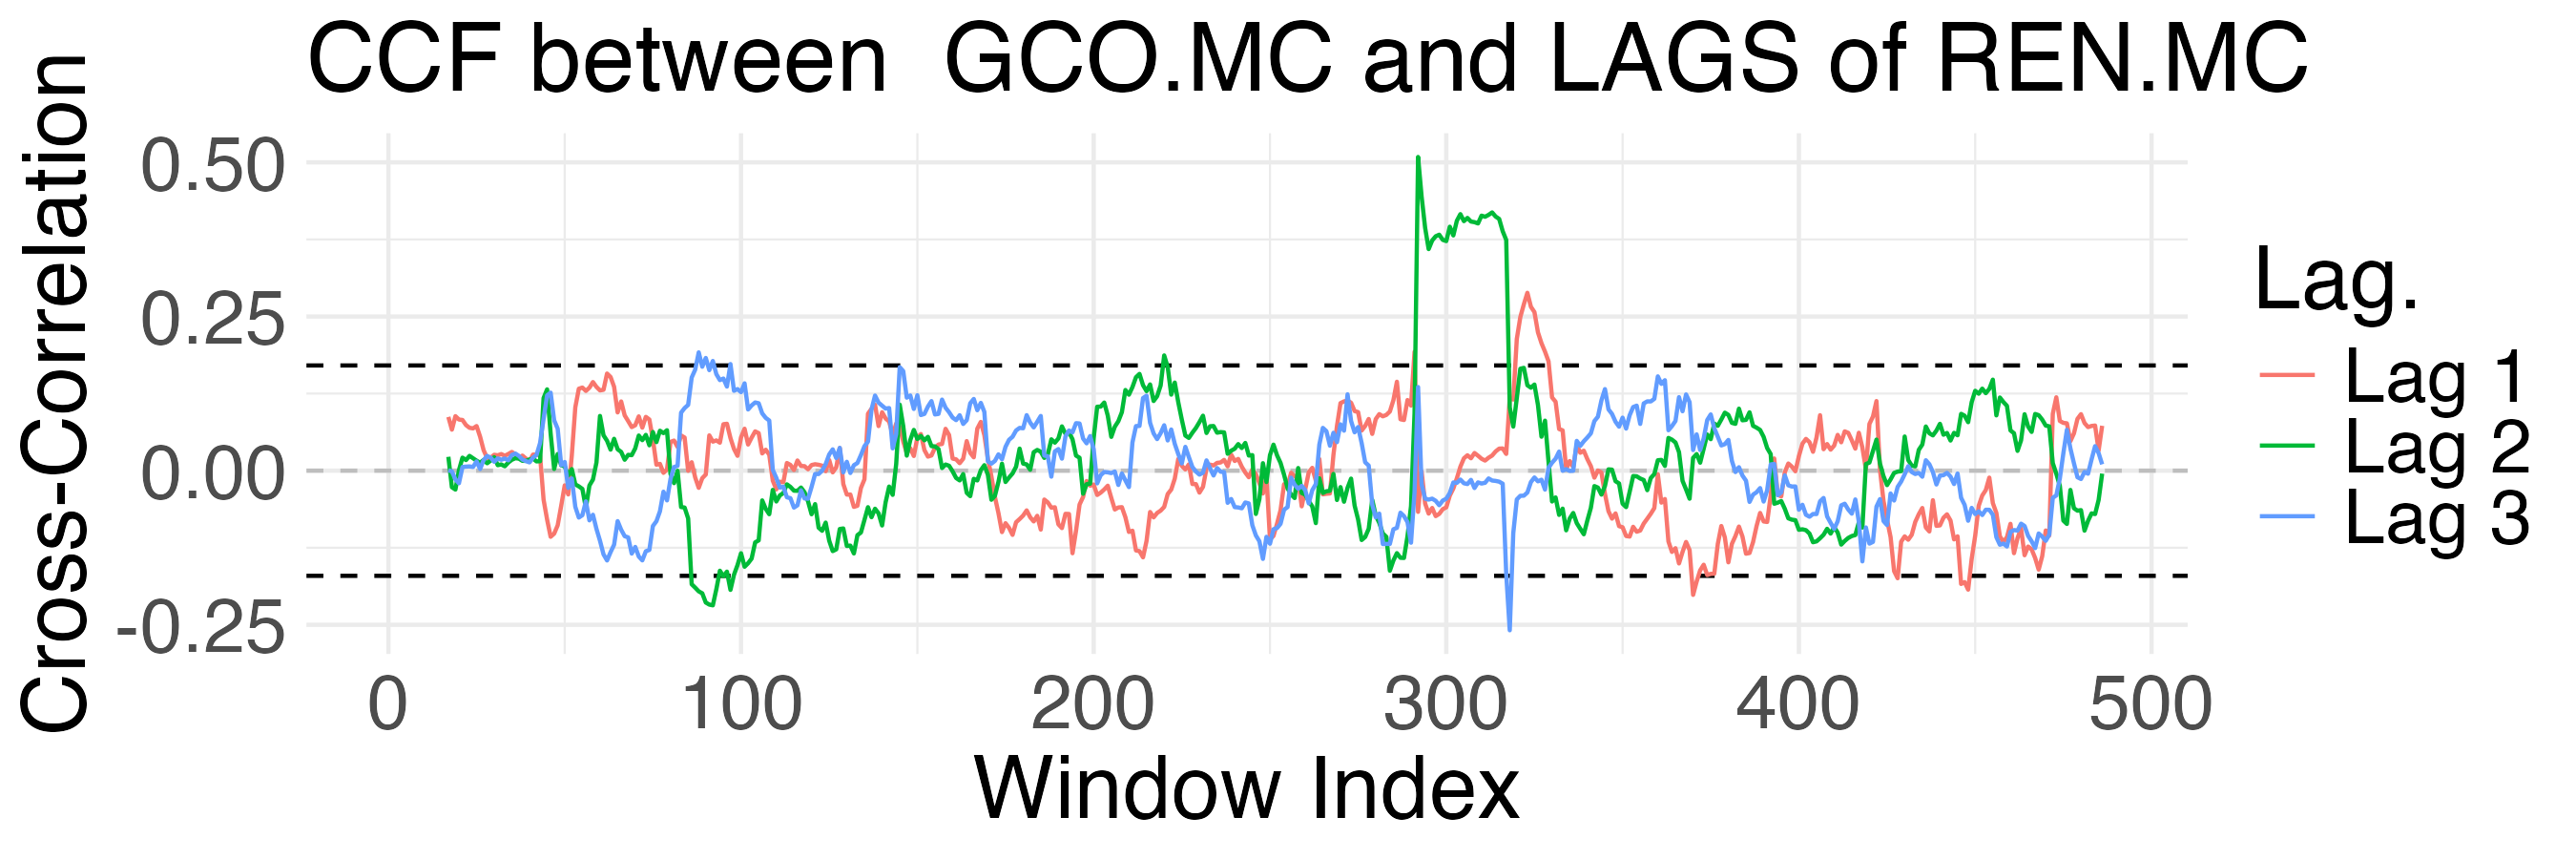 CCF between  GCO.MC and LAGS of REN.MC
Cross-Correlation
0.50
0.25
0.00
-0.25
0
100
200
300
400
500
Window Index
Lag.
Lag 1
Lag 2
Lag 3